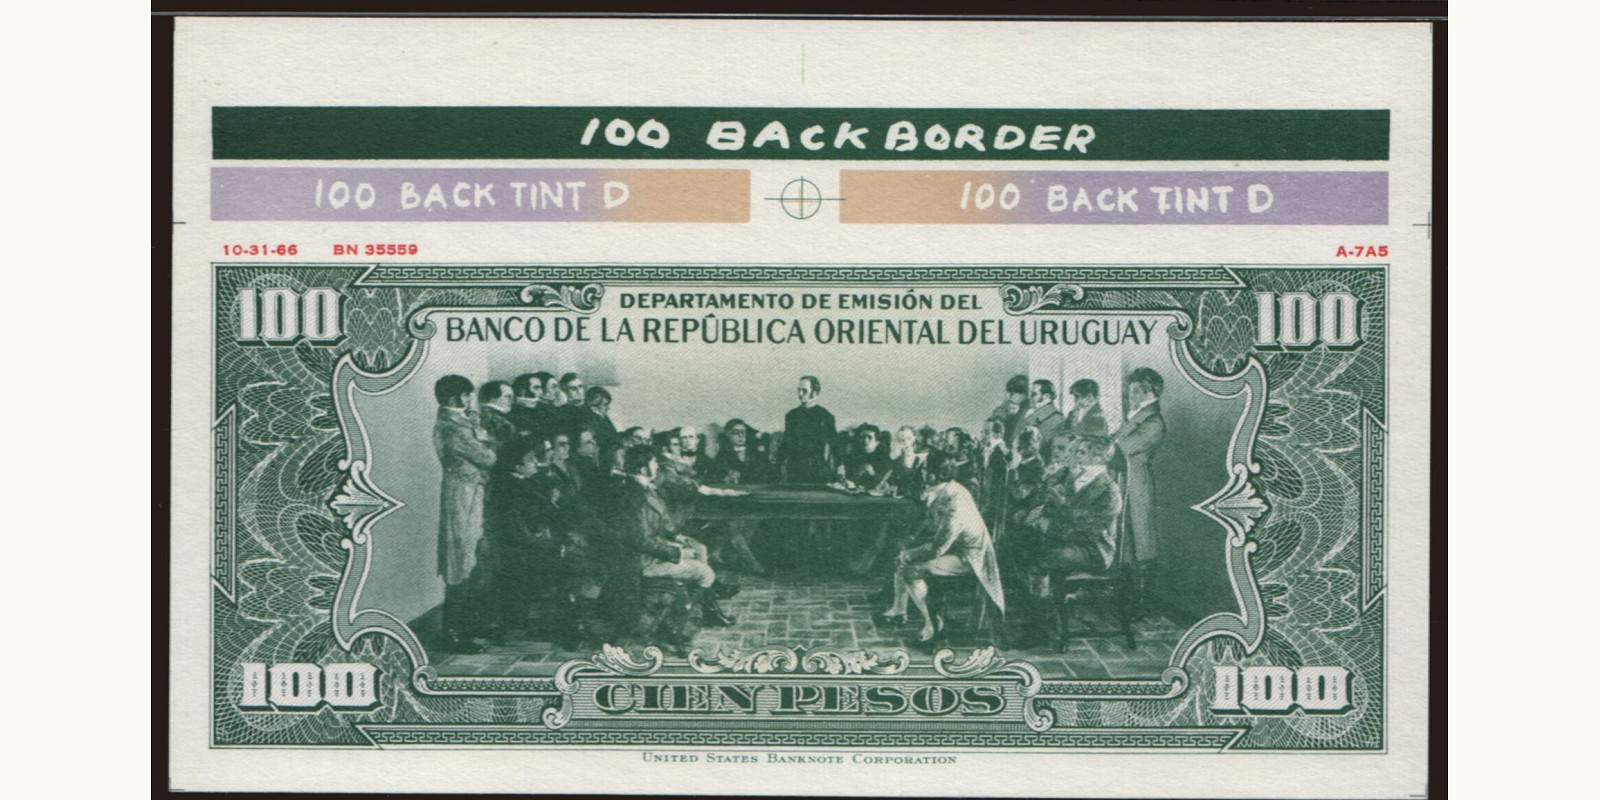 100 BACK BORDER
100 BACK TINT D 100 BACK TINT D
10-31-66 BN 35559 A-7A5
100 100
DEPARTAMENTO DE EMISIÓN DEL
BANCO DE LA REPÚBLICA ORIENTAL DEL URUGUAY
100 100
CIEN PESOS
UNITED STATES BANKNOTE CORPORATION